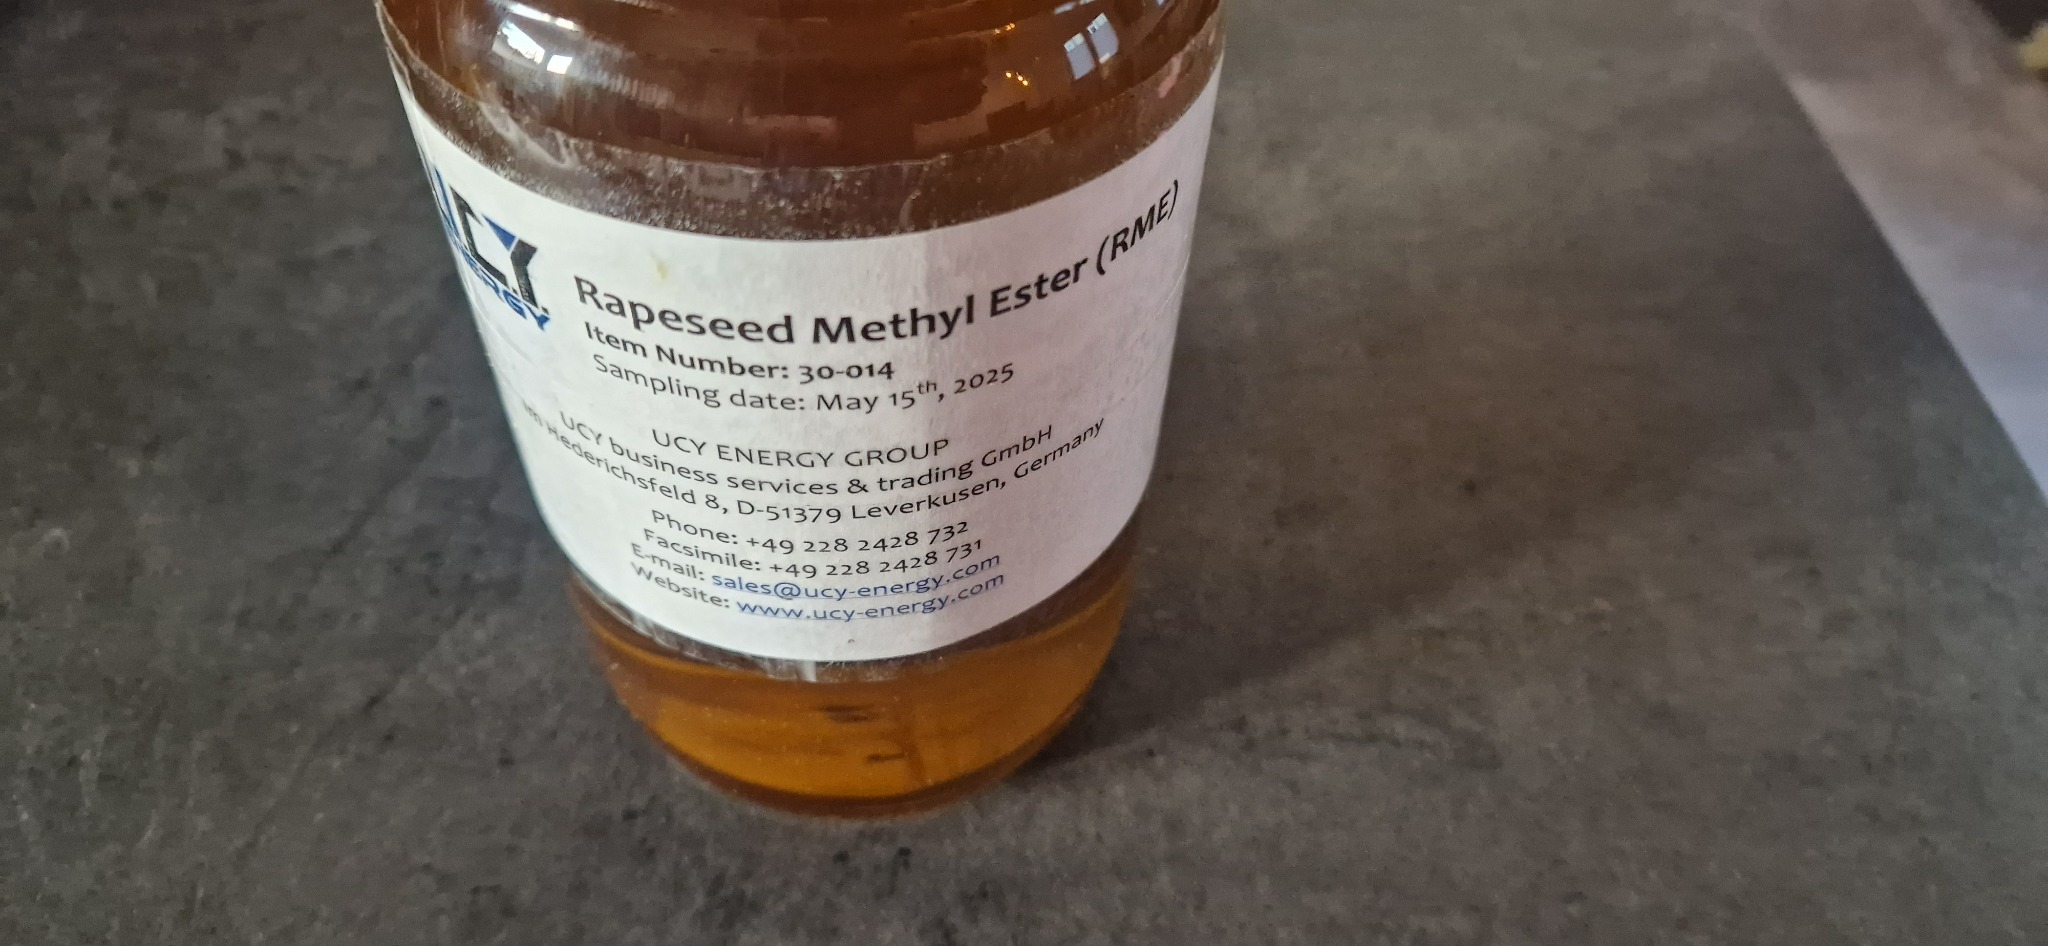 UCY
ENERGY
Rapeseed Methyl Ester (RME)
Item Number: 30-014
Sampling date: May 15th, 2025
UCY ENERGY GROUP
UCY business services & trading GmbH
Hederichsfeld 8, D-51379 Leverkusen, Germany
Phone: +49 228 2428 732
Facsimile: +49 228 2428 731
E-mail: sales@ucy-energy.com
Website: www.ucy-energy.com